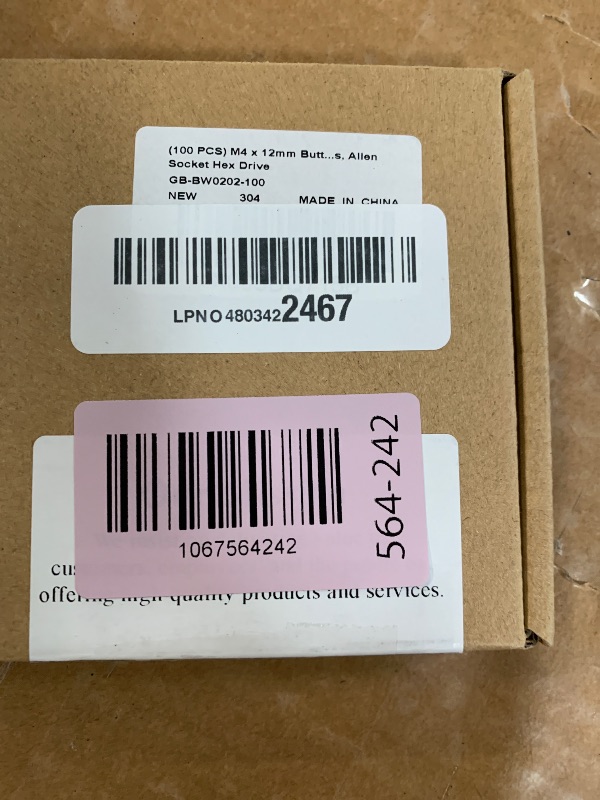 (100 PCS) M4 x 12mm Butt...s, Allen
Socket Hex Drive
GB-BW0202-100
NEW 304 MADE IN CHINA
LPNO4803422467
1067564242
564-242
offering high quality products and services.